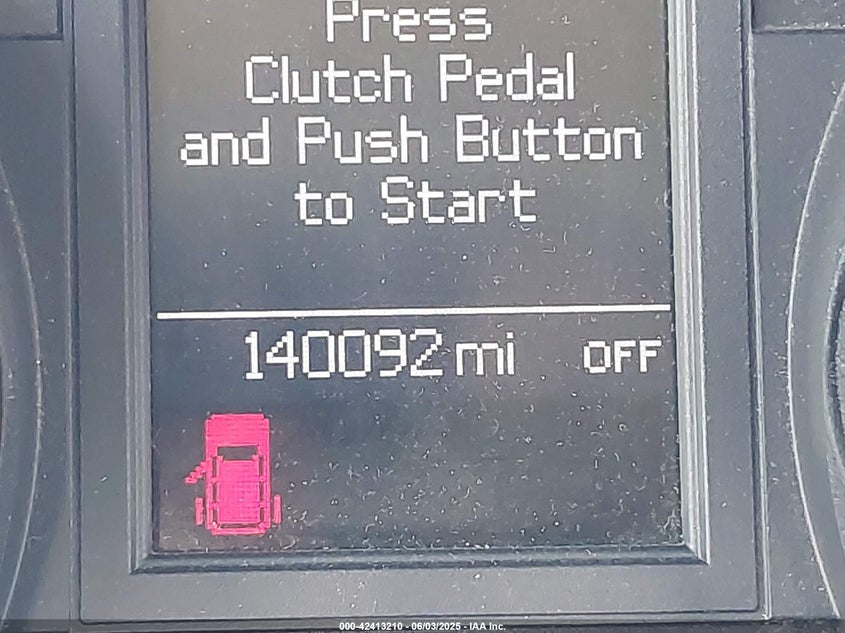 Press
Clutch Pedal
and Push Button
to Start
140092 mi OFF
000-42413210 - 06/03/2025 - IAA Inc.